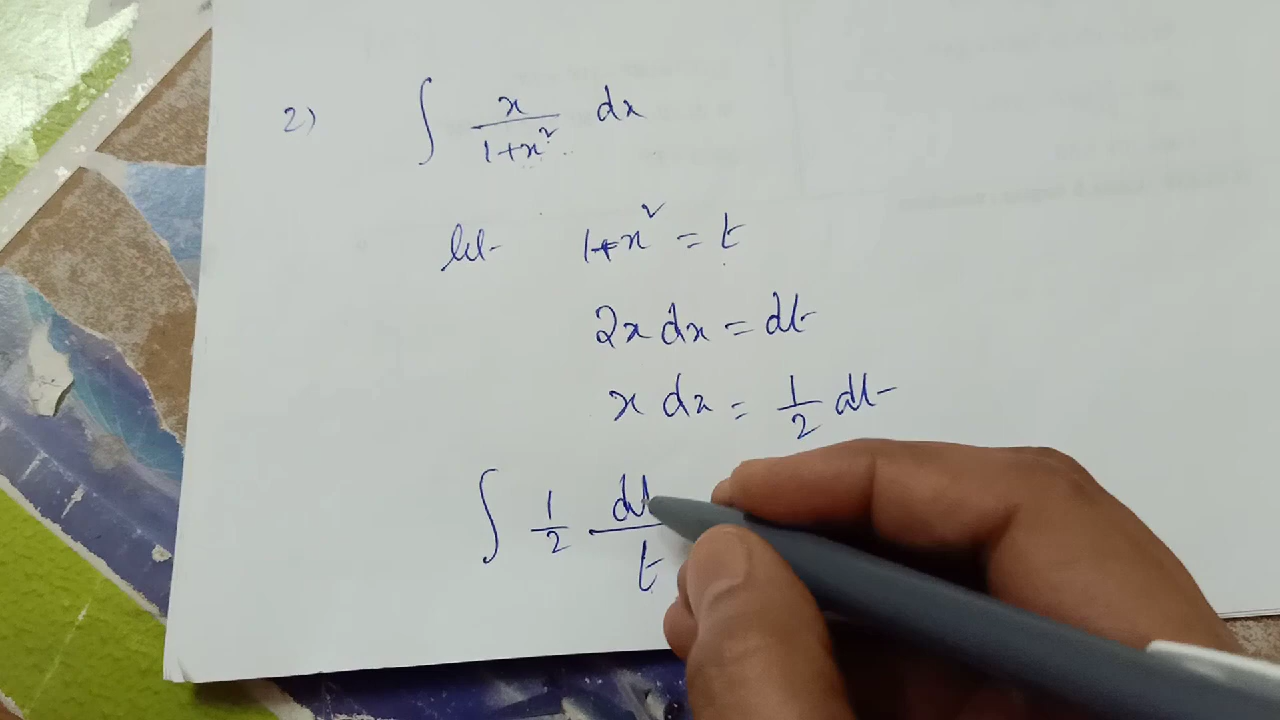 2) ∫ x/(1+x²) dx
let 1+x² = t
2x dx = dt
x dx = 1/2 dt
∫ 1/2 dt/t